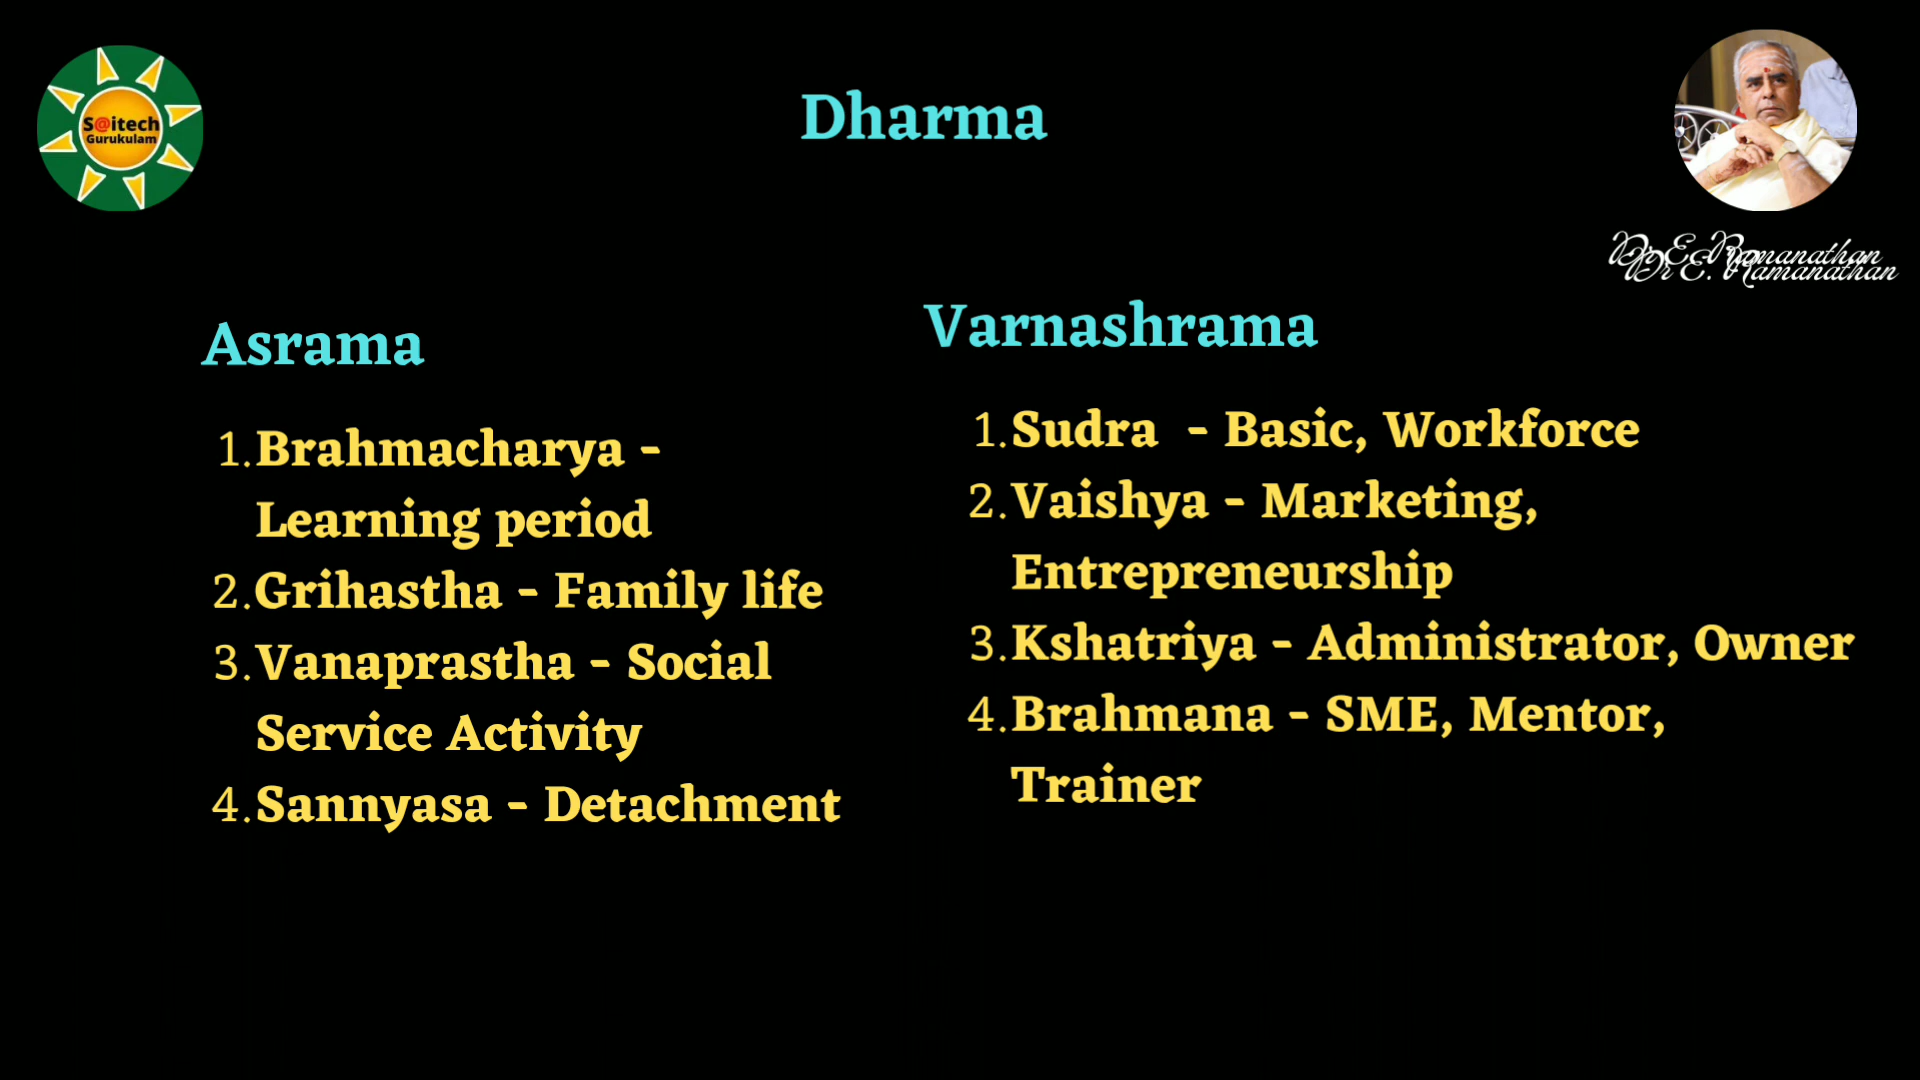 S@itech
Gurukulam
Dharma
Dr E. Ramanathan
Dr E. Ramanathan
Asrama
1. Brahmacharya -
Learning period
2. Grihastha - Family life
3. Vanaprastha - Social
Service Activity
4. Sannyasa - Detachment
Varnashrama
1. Sudra - Basic, Workforce
2. Vaishya - Marketing,
Entrepreneurship
3. Kshatriya - Administrator, Owner
4. Brahmana - SME, Mentor,
Trainer